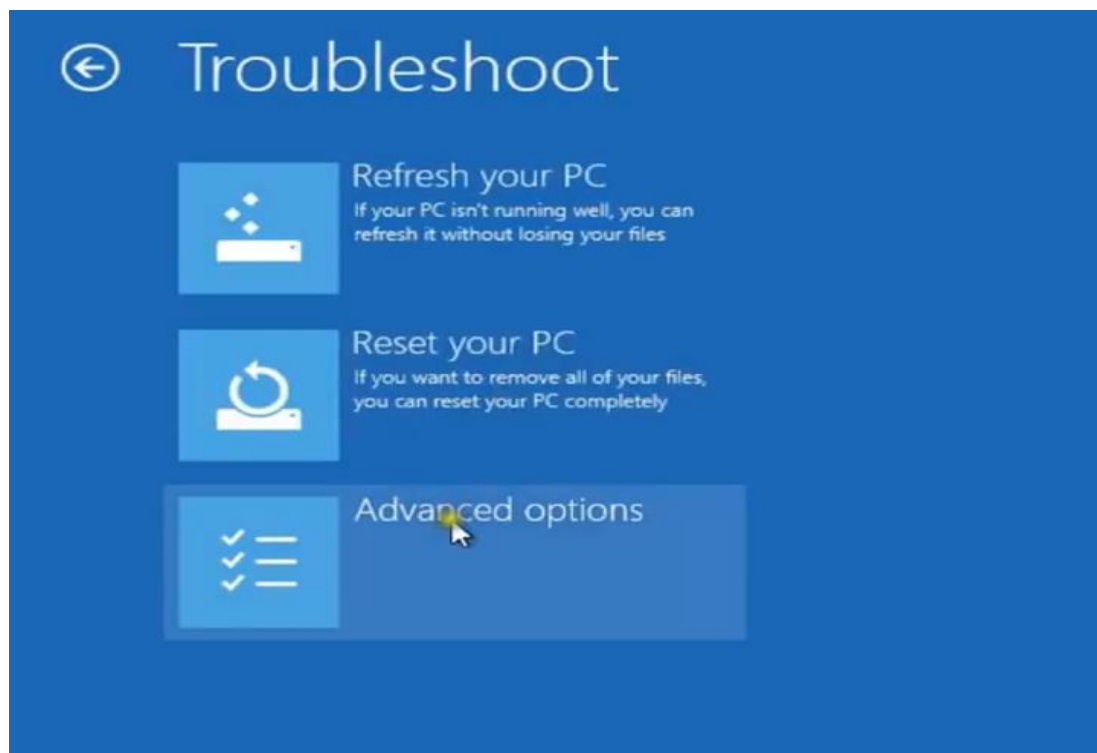 Troubleshoot
Refresh your PC
If your PC isn't running well, you can
refresh it without losing your files
Reset your PC
If you want to remove all of your files,
you can reset your PC completely
Advanced options